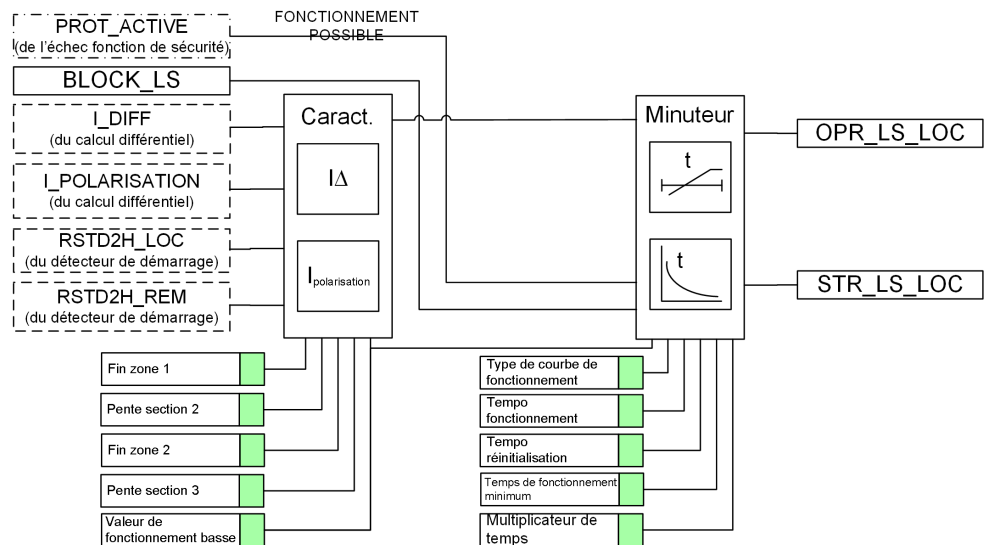 PROT_ACTIVE
(de l'échec fonction de sécurité)
FONCTIONNEMENT
POSSIBLE
BLOCK_LS
I_DIFF
(du calcul différentiel)
I_POLARISATION
(du calcul différentiel)
RSTD2H_LOC
(du détecteur de démarrage)
RSTD2H_REM
(du détecteur de démarrage)
Caract.
I∆
Ipolarisation
Minuteur
t
t
OPR_LS_LOC
STR_LS_LOC
Fin zone 1
Pente section 2
Fin zone 2
Pente section 3
Valeur de
fonctionnement basse
Type de courbe de
fonctionnement
Tempo
fonctionnement
Tempo
réinitialisation
Temps de fonctionnement
minimum
Multiplicateur de
temps